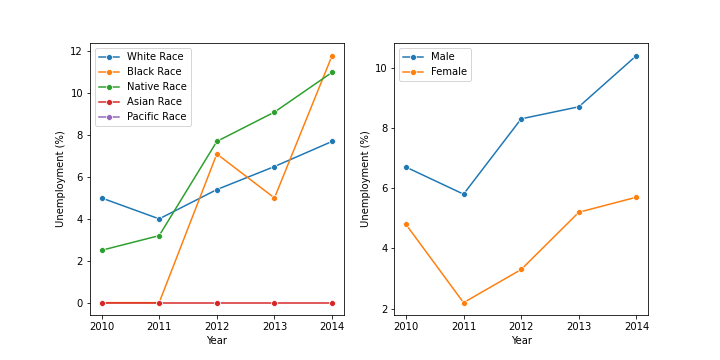 White Race
Black Race
Native Race
Asian Race
Pacific Race
12
10
8
6
4
2
0
Unemployment (%)
2010 2011 2012 2013 2014
Year
Male
Female
10
8
6
4
2
Unemployment (%)
2010 2011 2012 2013 2014
Year